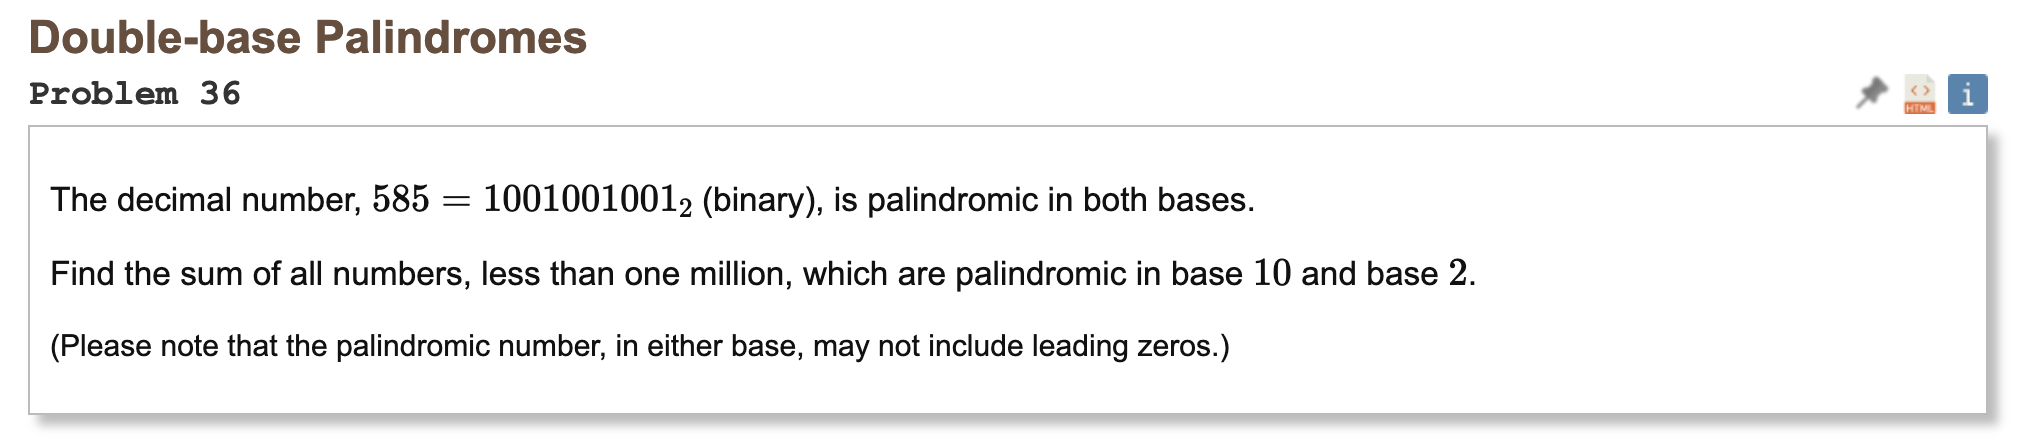 Double-base Palindromes
Problem 36
HTML
i
The decimal number, 585 = 1001001001₂ (binary), is palindromic in both bases.
Find the sum of all numbers, less than one million, which are palindromic in base 10 and base 2.
(Please note that the palindromic number, in either base, may not include leading zeros.)